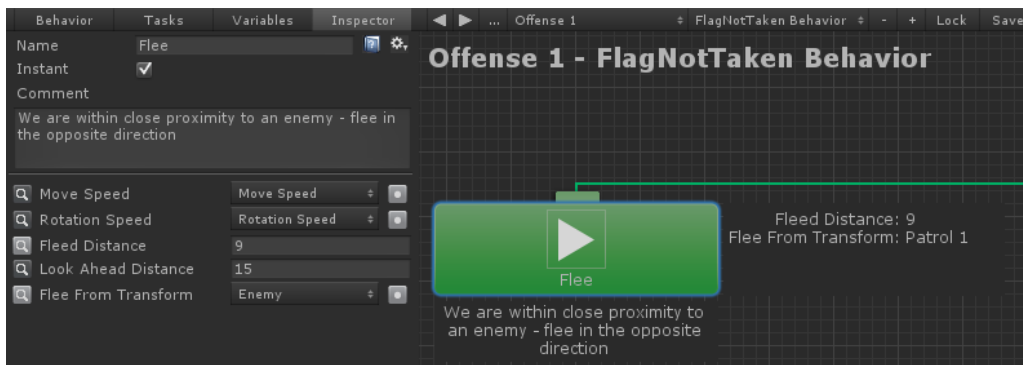 Behavior Tasks Variables Inspector ... Offense 1 FlagNotTaken Behavior - + Lock Save
Name Flee
Instant
Comment
We are within close proximity to an enemy - flee in
the opposite direction
Move Speed Move Speed
Rotation Speed Rotation Speed
Fleed Distance 9
Look Ahead Distance 15
Flee From Transform Enemy
Offense 1 - FlagNotTaken Behavior
Flee
Fleed Distance: 9
Flee From Transform: Patrol 1
We are within close proximity to
an enemy - flee in the opposite
direction